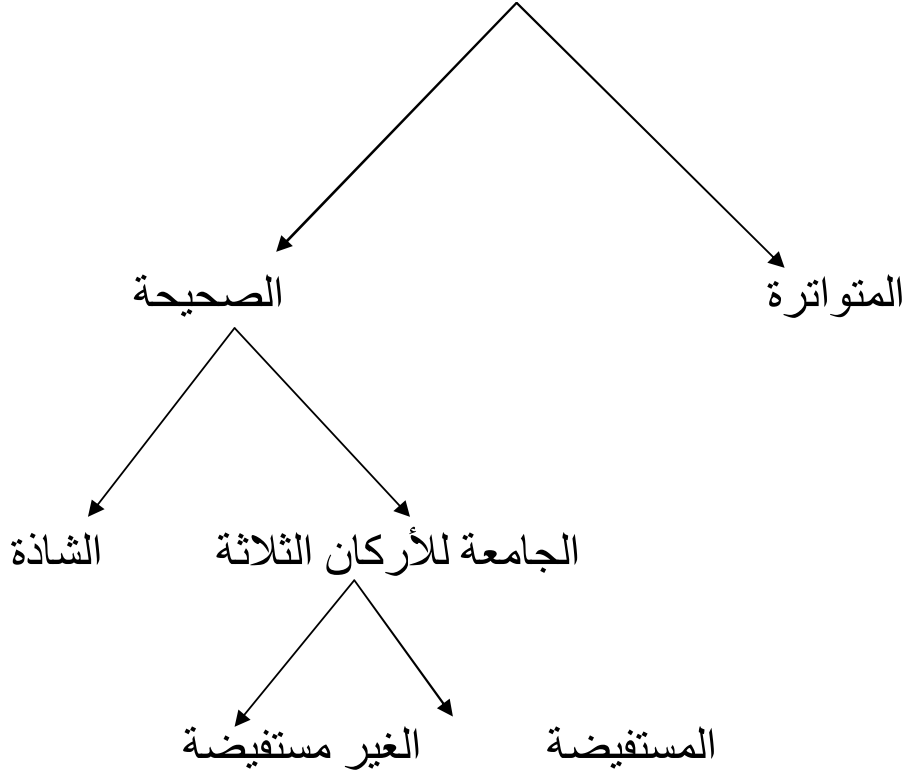 المتواترة الصحيحة
الجامعة للأركان الثلاثة الشاذة
المستفيضة الغير مستفيضة